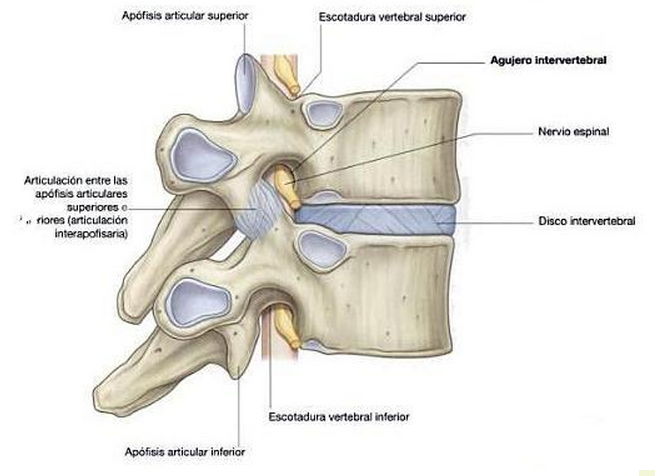 Apófisis articular superior
Escotadura vertebral superior
Agujero intervertebral
Nervio espinal
Articulación entre las
apófisis articulares
superiores e
riores (articulación
interapofisaria)
Disco intervertebral
Escotadura vertebral inferior
Apófisis articular inferior